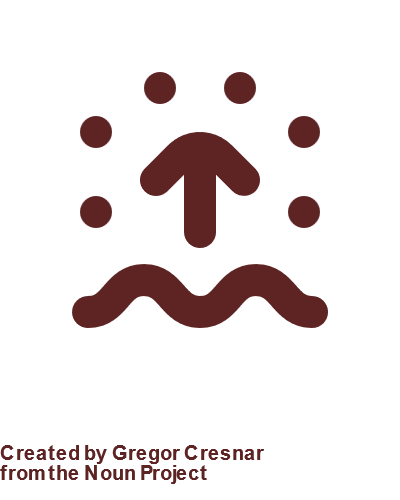 Created by Gregor Cresnar
from the Noun Project